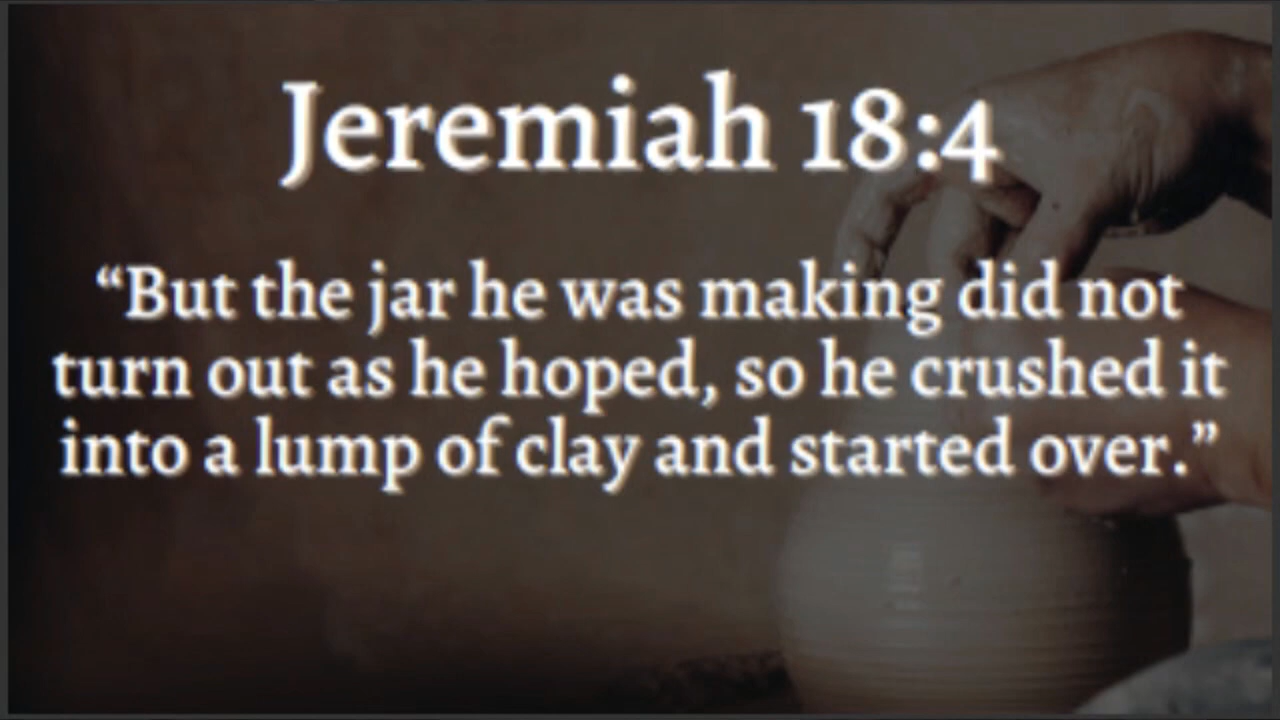 Jeremiah 18:4
“But the jar he was making did not
turn out as he hoped, so he crushed it
into a lump of clay and started over.”